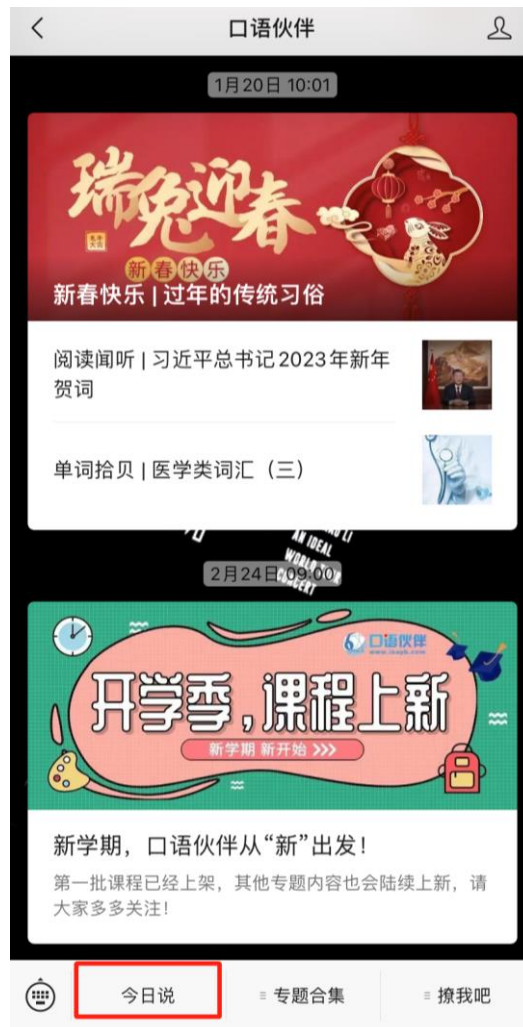 口语伙伴
1月20日 10:01
瑞兔迎春
新春快乐
新春快乐 | 过年的传统习俗
阅读闻听 | 习近平总书记2023年新年
贺词
单词拾贝 | 医学类词汇（三）
AN IDEAL
WORLD TOUR
CONCERT
2月24日 09:00
口语伙伴
开学季，课程上新
新学期 新开始 >>>
新学期，口语伙伴从“新”出发！
第一批课程已经上架，其他专题内容也会陆续上新，请
大家多多关注！
今日说
专题合集
撩我吧